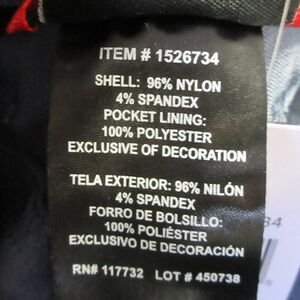 ITEM # 1526734
SHELL: 96% NYLON
4% SPANDEX
POCKET LINING:
100% POLYESTER
EXCLUSIVE OF DECORATION
TELA EXTERIOR: 96% NILÓN
4% SPANDEX
FORRO DE BOLSILLO:
100% POLIÉSTER
EXCLUSIVO DE DECORACIÓN
RN# 117732 LOT # 450738